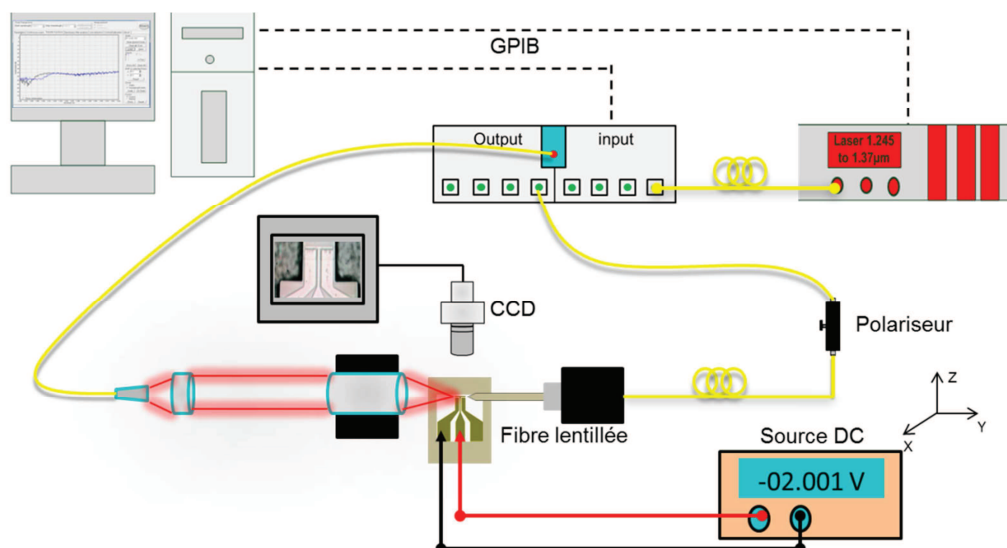 GPIB
Output
input
Laser 1.245
to 1.37µm
CCD
Polariseur
Fibre lentillée
Z
Y
X
Source DC
-02.001 V